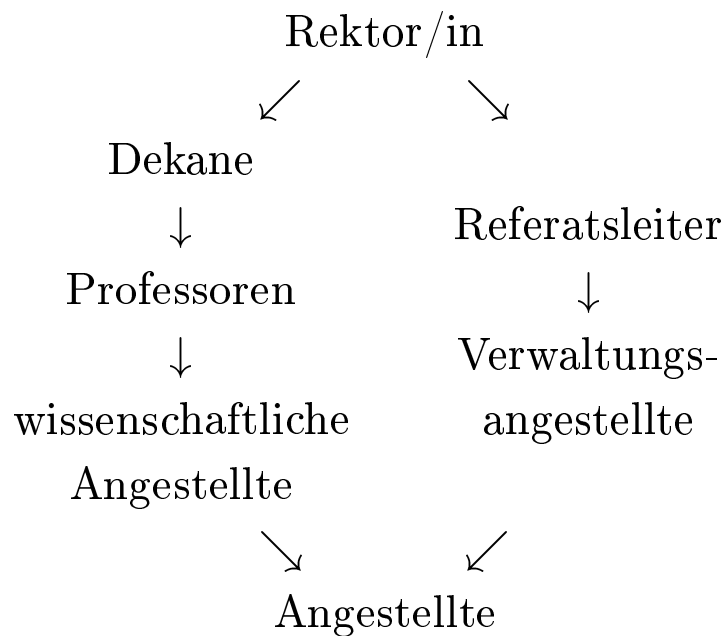 Rektor/in
Dekane
Referatsleiter
Professoren
Verwaltungs-
wissenschaftliche
angestellte
Angestellte
Angestellte